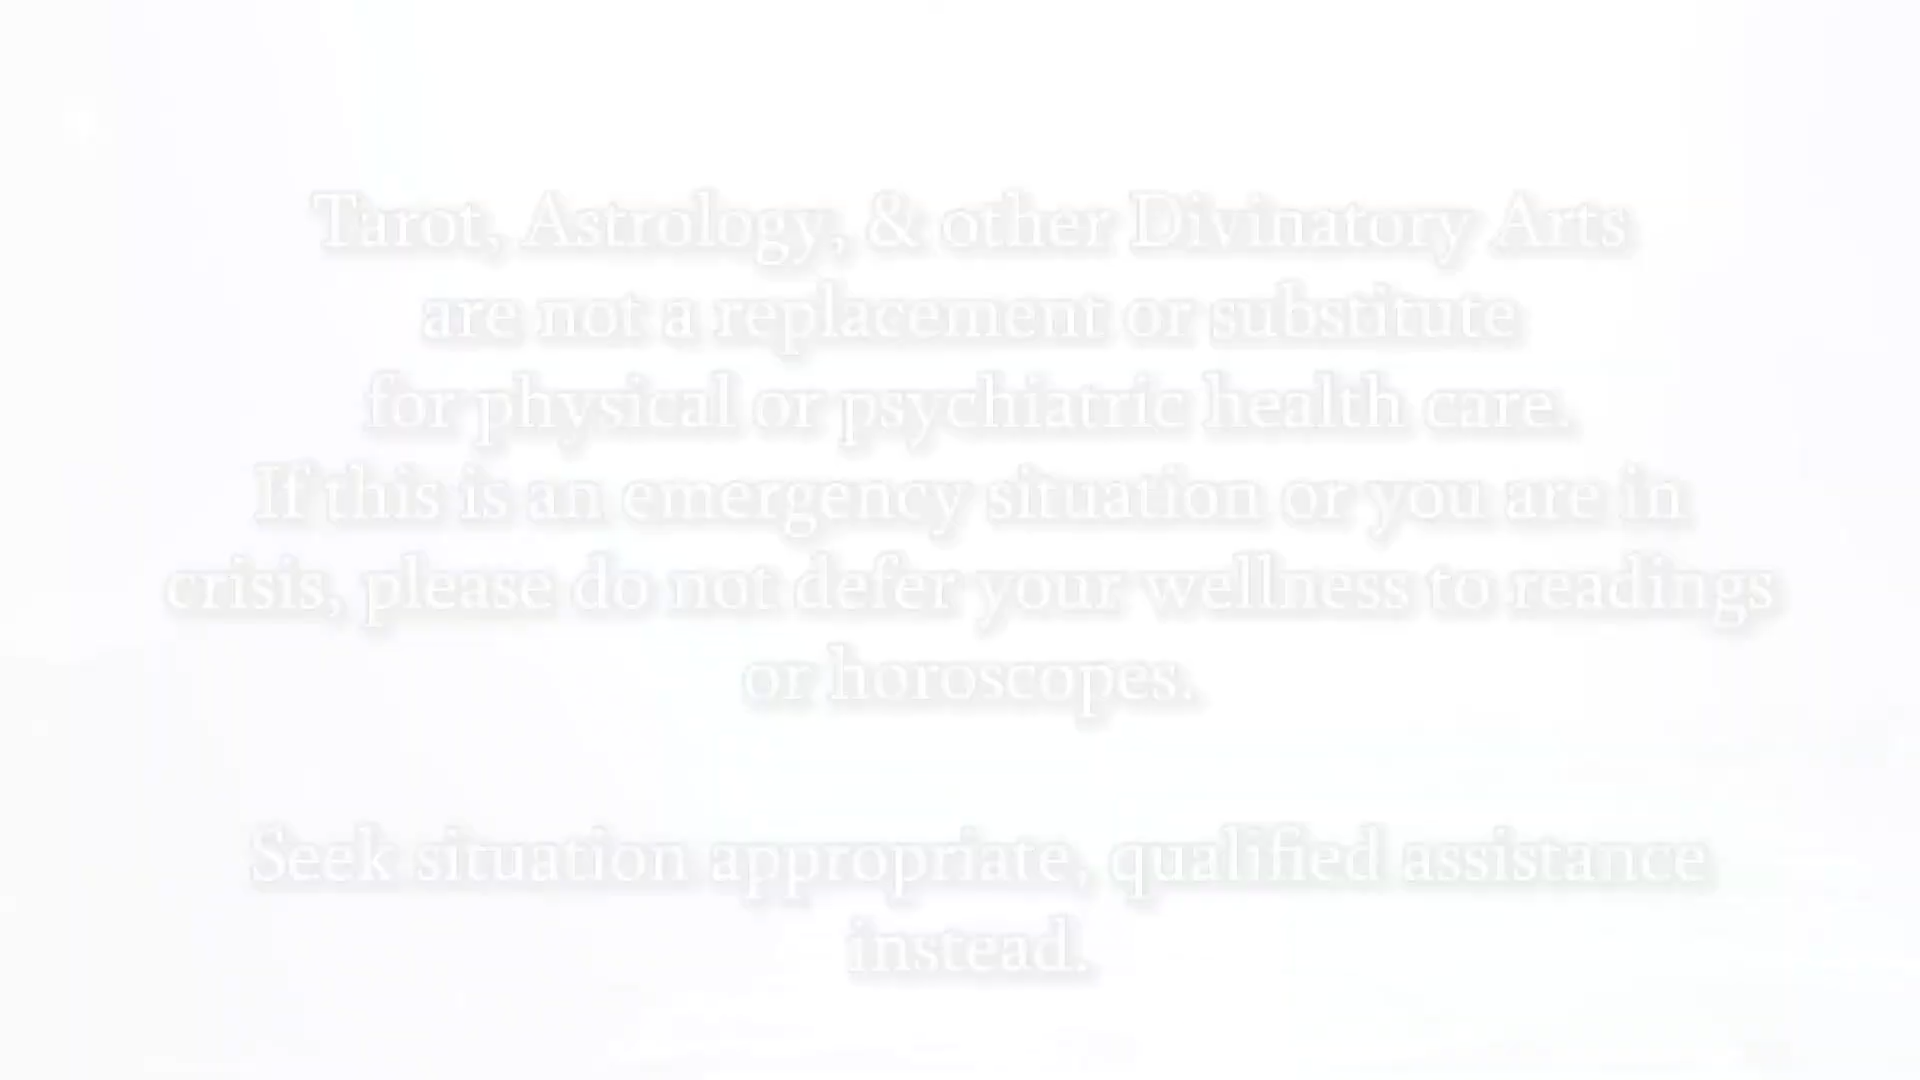 Tarot, Astrology, & other Divinatory Arts
are not a replacement or substitute
for physical or psychiatric health care.
If this is an emergency situation or you are in
crisis, please do not defer your wellness to readings
or horoscopes.
Seek situation appropriate, qualified assistance
instead.